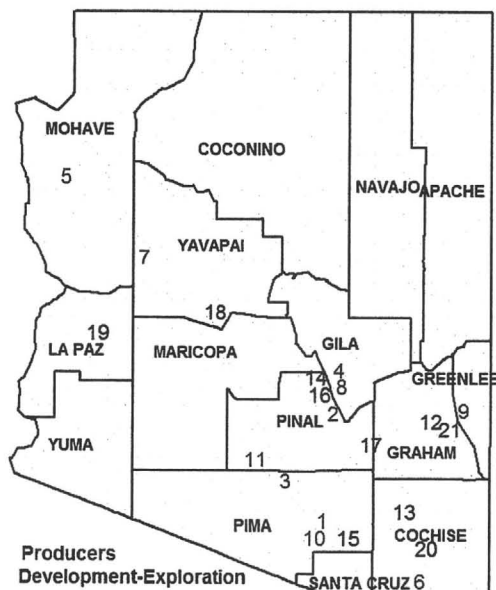 MOHAVE
5
COCONINO
NAVAJO APACHE
7
YAVAPAI
18
19
LA PAZ
MARICOPA
GILA
4
14
8
16
2
GREENLEE
9
12
21
PINAL
YUMA
17
GRAHAM
11
3
13
PIMA
1
10
15
COCHISE
20
Producers
Development-Exploration
SANTA CRUZ 6